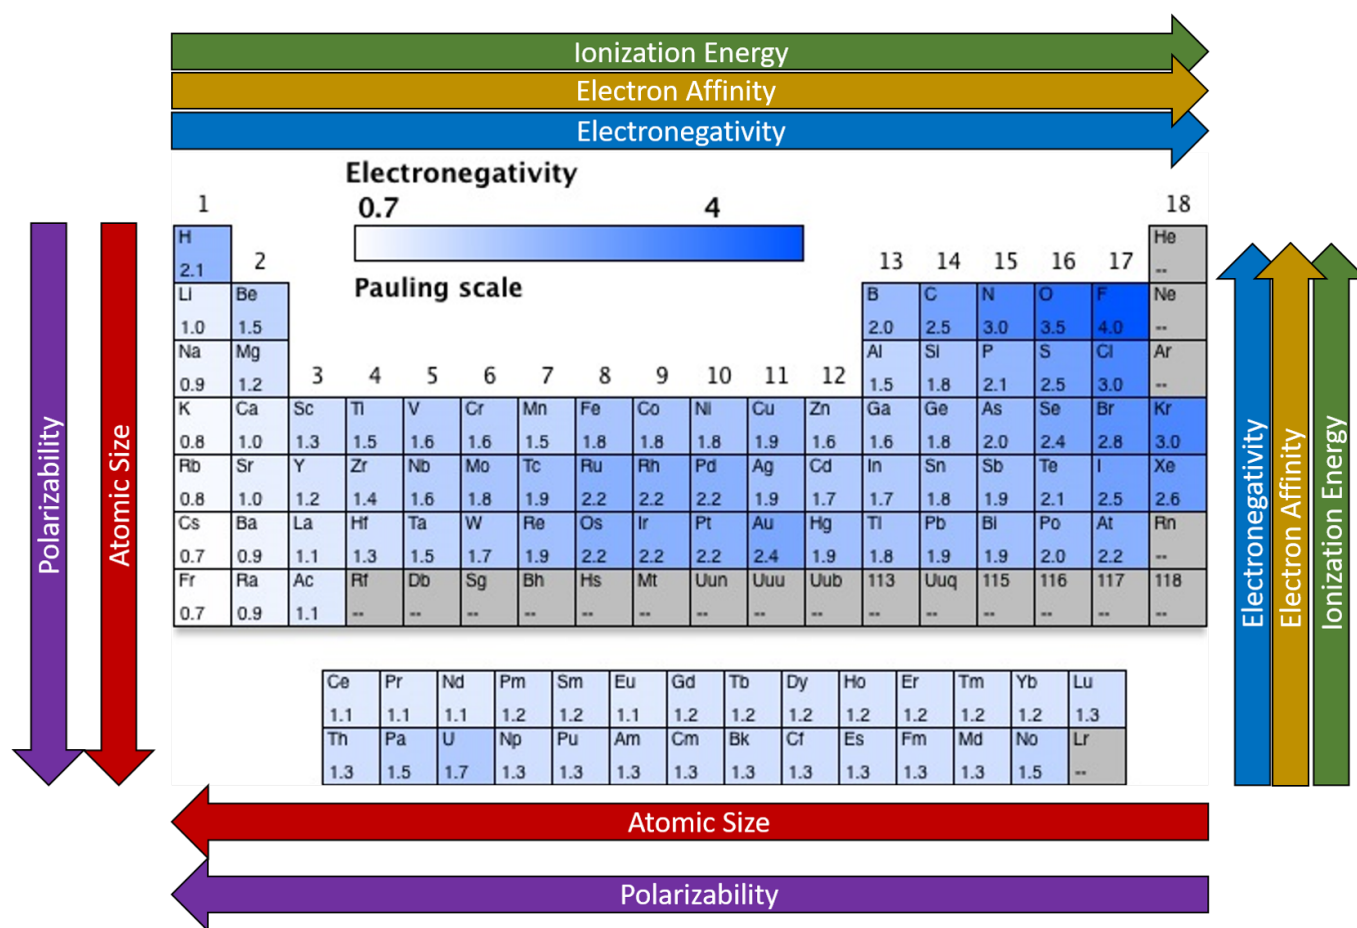 Ionization Energy
Electron Affinity
Electronegativity
Electronegativity
0.7 4
Pauling scale
1 18
2 13 14 15 16 17
3 4 5 6 7 8 9 10 11 12
H He
2.1 --
Li Be B C N O F Ne
1.0 1.5 2.0 2.5 3.0 3.5 4.0 --
Na Mg Al Si P S Cl Ar
0.9 1.2 1.5 1.8 2.1 2.5 3.0 --
K Ca Sc Ti V Cr Mn Fe Co Ni Cu Zn Ga Ge As Se Br Kr
0.8 1.0 1.3 1.5 1.6 1.6 1.5 1.8 1.8 1.8 1.9 1.6 1.6 1.8 2.0 2.4 2.8 3.0
Rb Sr Y Zr Nb Mo Tc Ru Rh Pd Ag Cd In Sn Sb Te I Xe
0.8 1.0 1.2 1.4 1.6 1.8 1.9 2.2 2.2 2.2 1.9 1.7 1.7 1.8 1.9 2.1 2.5 2.6
Cs Ba La Hf Ta W Re Os Ir Pt Au Hg Tl Pb Bi Po At Rn
0.7 0.9 1.1 1.3 1.5 1.7 1.9 2.2 2.2 2.2 2.4 1.9 1.8 1.9 1.9 2.0 2.2 --
Fr Ra Ac Rf Db Sg Bh Hs Mt Uun Uuu Uub 113 Uuq 115 116 117 118
0.7 0.9 1.1 -- -- -- -- -- -- -- -- -- -- -- -- -- -- --
Ce Pr Nd Pm Sm Eu Gd Tb Dy Ho Er Tm Yb Lu
1.1 1.1 1.1 1.2 1.2 1.1 1.2 1.2 1.2 1.2 1.2 1.2 1.2 1.3
Th Pa U Np Pu Am Cm Bk Cf Es Fm Md No Lr
1.3 1.5 1.7 1.3 1.3 1.3 1.3 1.3 1.3 1.3 1.3 1.3 1.5 --
Polarizability
Atomic Size
Electronegativity
Electron Affinity
Ionization Energy
Atomic Size
Polarizability